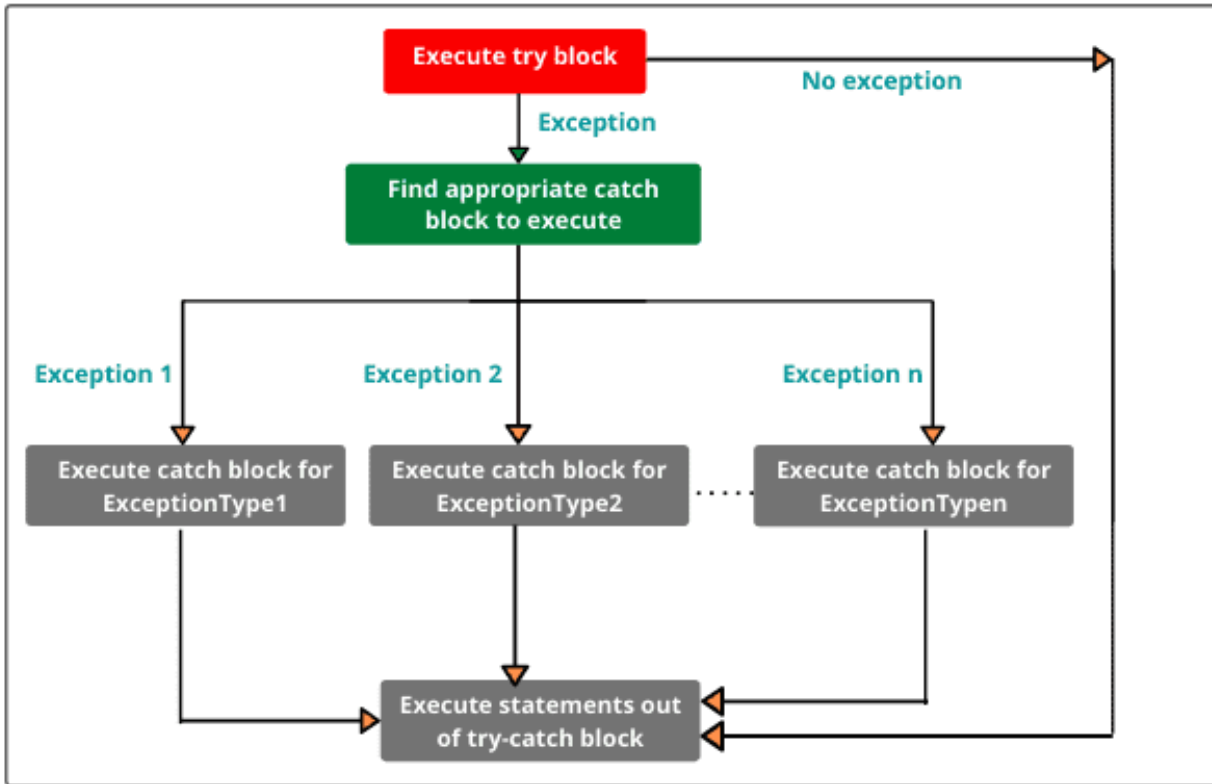 Execute try block
No exception
Exception
Find appropriate catch
block to execute
Exception 1
Exception 2
Exception n
Execute catch block for
ExceptionType1
Execute catch block for
ExceptionType2
Execute catch block for
ExceptionTypen
Execute statements out
of try-catch block